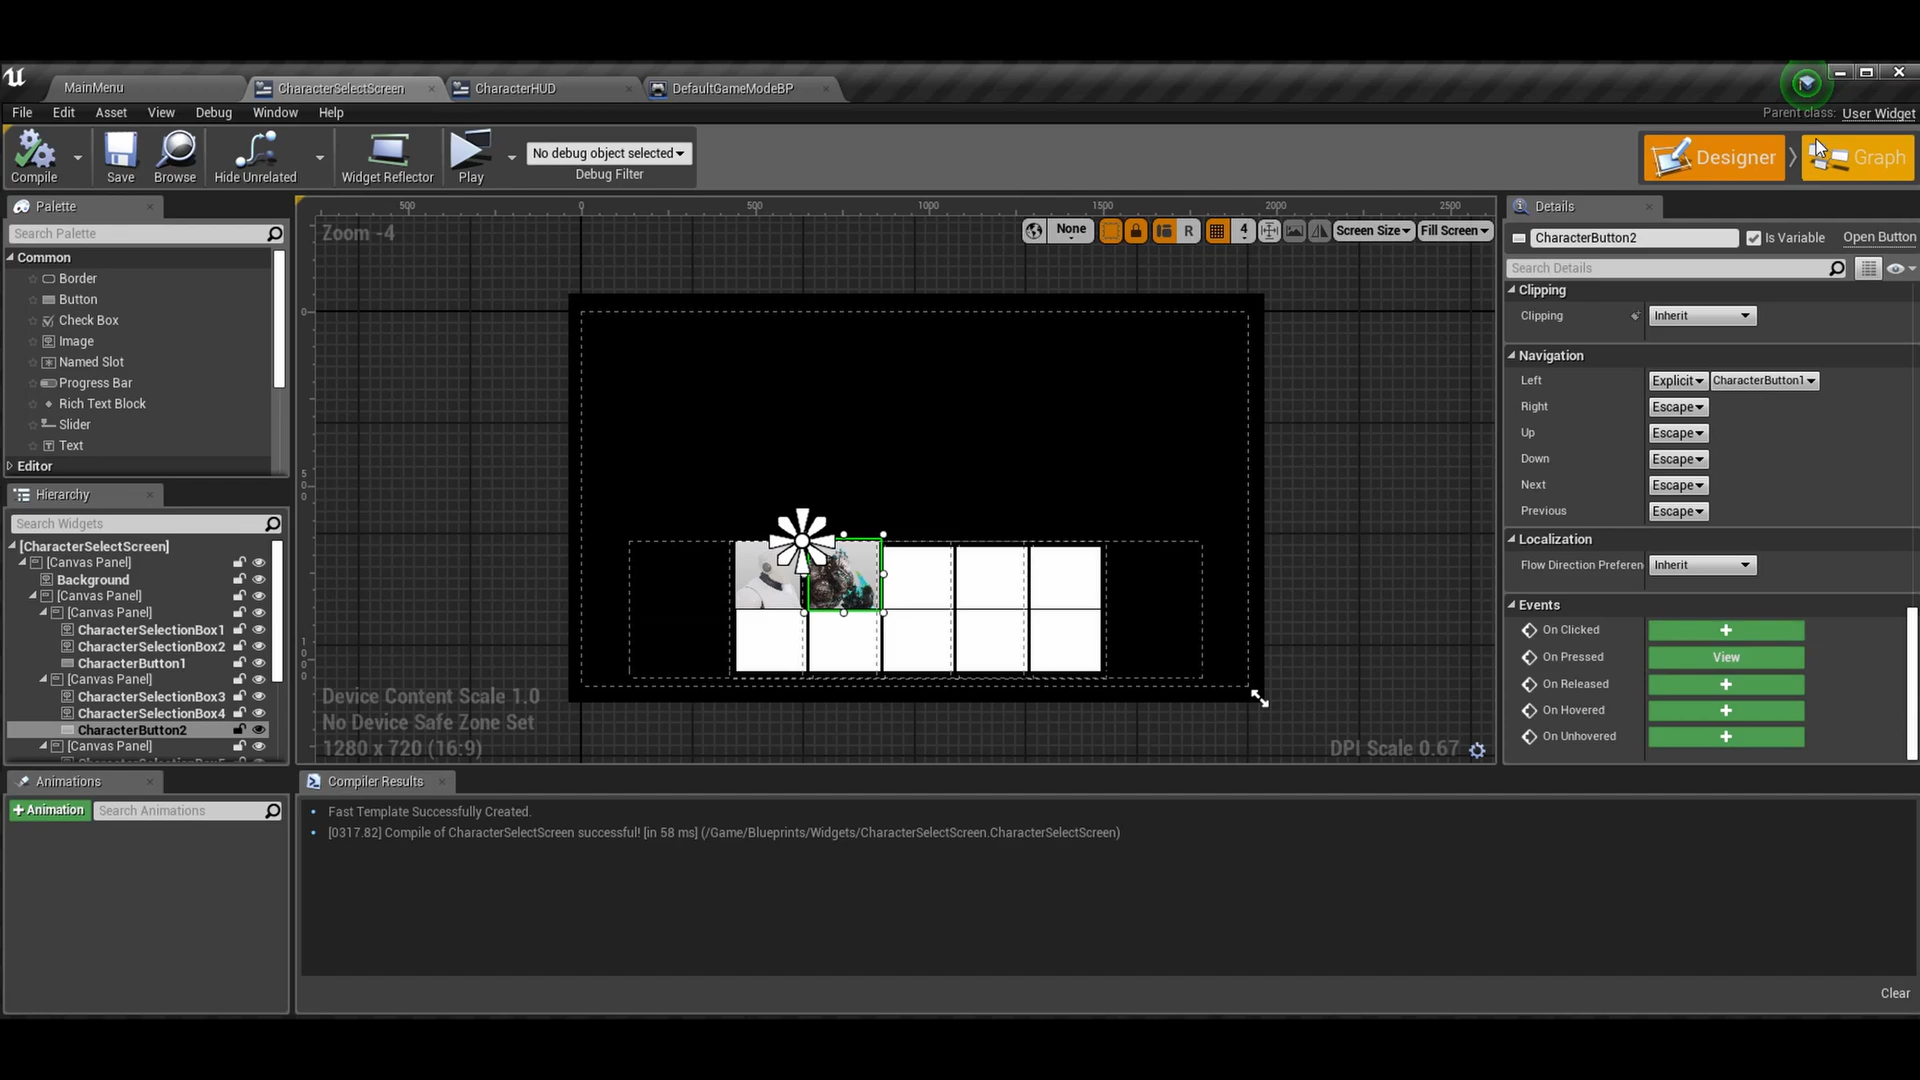 MainMenu
CharacterSelectScreen
CharacterHUD
DefaultGameModeBP
File Edit Asset View Debug Window Help
Parent class: User Widget
Compile
Save
Browse
Hide Unrelated
Widget Reflector
Play
No debug object selected
Debug Filter
Designer
Graph
Palette
Search Palette
Common
Border
Button
Check Box
Image
Named Slot
Progress Bar
Rich Text Block
Slider
Text
Editor
Hierarchy
Search Widgets
[CharacterSelectScreen]
[Canvas Panel]
Background
[Canvas Panel]
[Canvas Panel]
CharacterSelectionBox1
CharacterSelectionBox2
CharacterButton1
[Canvas Panel]
CharacterSelectionBox3
CharacterSelectionBox4
CharacterButton2
[Canvas Panel]
Animations
+Animation
Search Animations
500 0 500 1000 1500 2000 2500
Zoom -4
None
R
4
Screen Size
Fill Screen
0
500
1000
Device Content Scale 1.0
No Device Safe Zone Set
1280 x 720 (16:9)
DPI Scale 0.67
Compiler Results
Fast Template Successfully Created.
[0317.82] Compile of CharacterSelectScreen successful! [in 58 ms] (/Game/Blueprints/Widgets/CharacterSelectScreen.CharacterSelectScreen)
Clear
Details
CharacterButton2
Is Variable
Open Button
Search Details
Clipping
Clipping Inherit
Navigation
Left Explicit CharacterButton1
Right Escape
Up Escape
Down Escape
Next Escape
Previous Escape
Localization
Flow Direction Preferen Inherit
Events
On Clicked +
On Pressed View
On Released +
On Hovered +
On Unhovered +